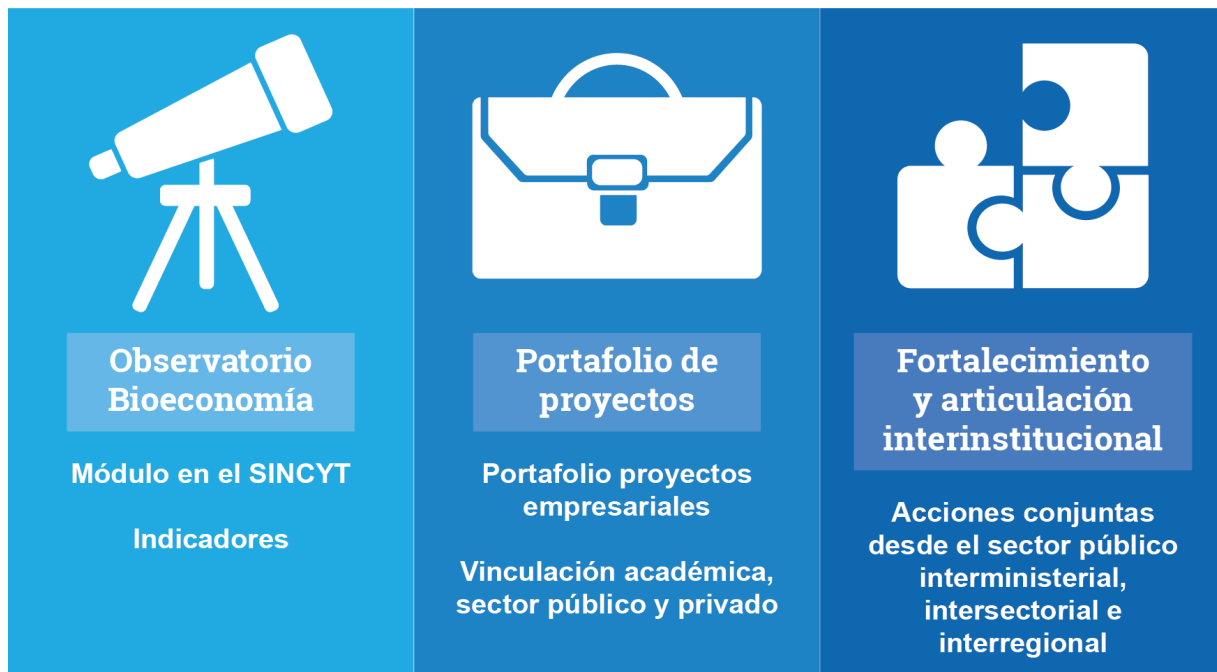 Observatorio
Bioeconomía
Módulo en el SINCYT
Indicadores
Portafolio de
proyectos
Portafolio proyectos
empresariales
Vinculación académica,
sector público y privado
Fortalecimiento
y articulación
interinstitucional
Acciones conjuntas
desde el sector público
interministerial,
intersectorial e
interregional